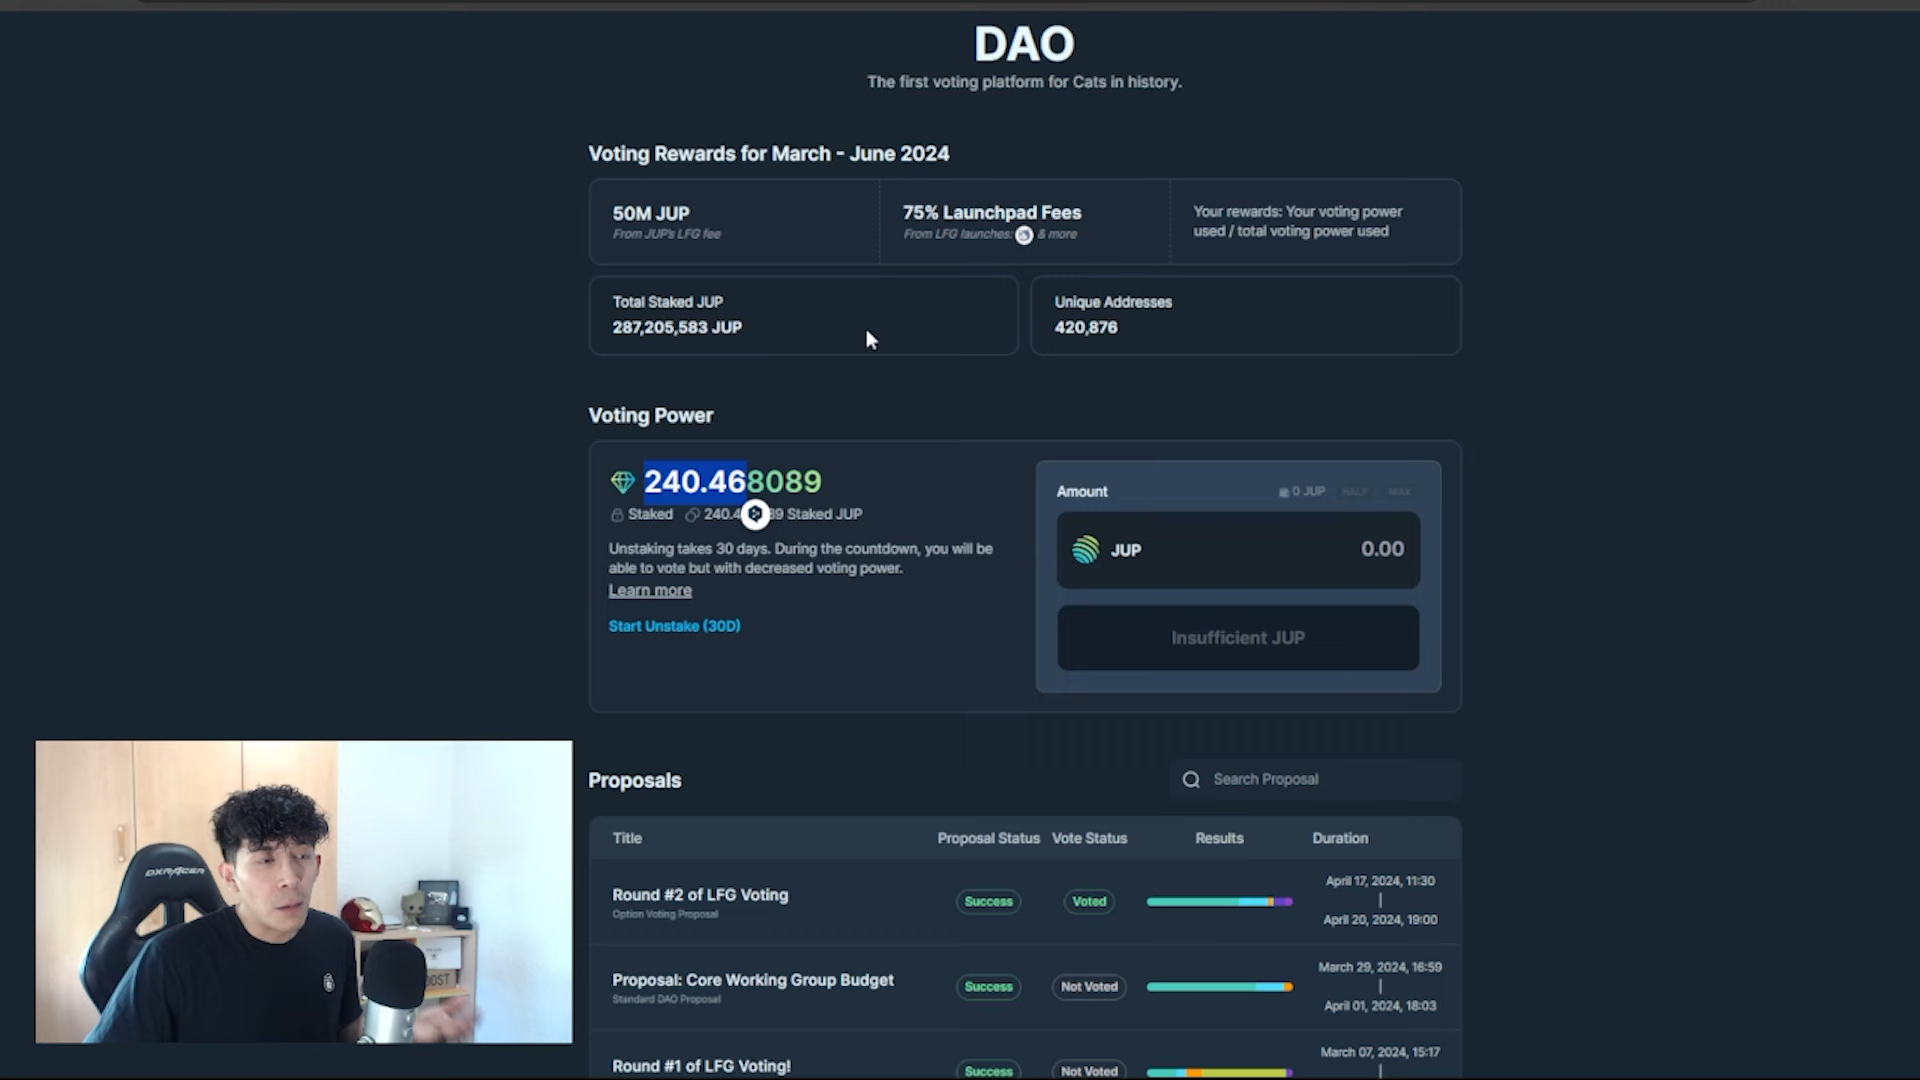 DAO
The first voting platform for Cats in history.
Voting Rewards for March - June 2024
50M JUP
From JUP's LFG fee
75% Launchpad Fees
From LFG launches: & more
Your rewards: Your voting power
used / total voting power used
Total Staked JUP
287,205,583 JUP
Unique Addresses
420,876
Voting Power
240.468089
Staked 240.4 89 Staked JUP
Unstaking takes 30 days. During the countdown, you will be
able to vote but with decreased voting power.
Learn more
Start Unstake (30D)
Amount
0 JUP HALF MAX
JUP 0.00
Insufficient JUP
Proposals
Search Proposal
Title Proposal Status Vote Status Results Duration
Round #2 of LFG Voting
Option Voting Proposal
Success Voted
April 17, 2024, 11:30
April 20, 2024, 19:00
Proposal: Core Working Group Budget
Standard DAO Proposal
Success Not Voted
March 29, 2024, 16:59
April 01, 2024, 18:03
Round #1 of LFG Voting!
Success Not Voted
March 07, 2024, 15:17
DXRACER